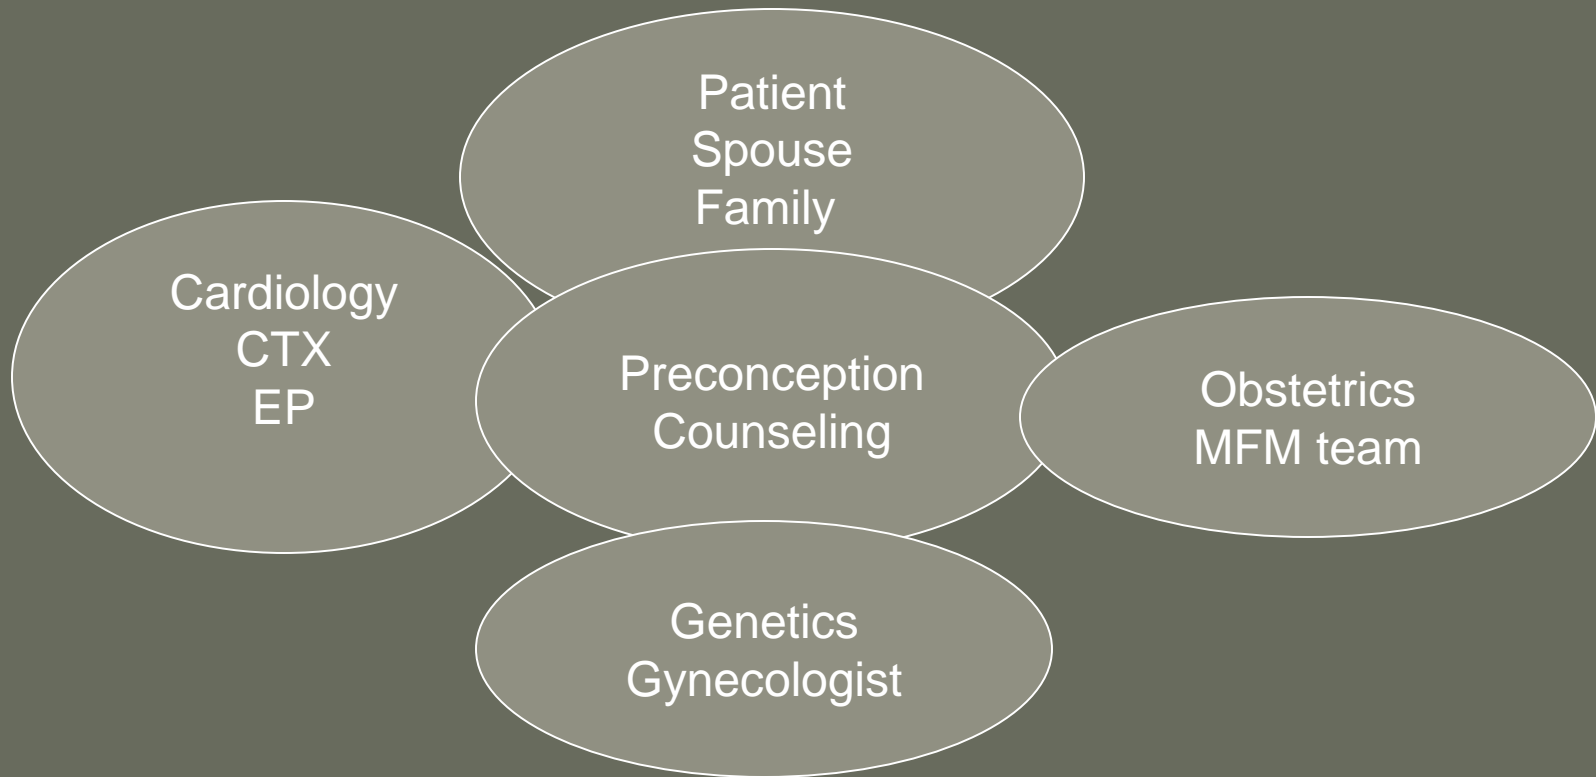 Patient
Spouse
Family
Cardiology
CTX
EP
Preconception
Counseling
Obstetrics
MFM team
Genetics
Gynecologist